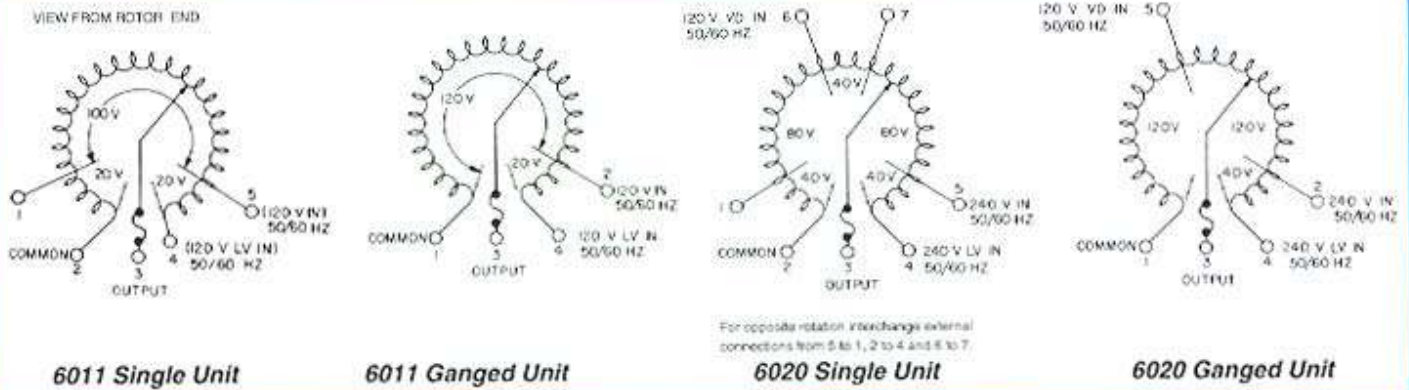 VIEW FROM ROTOR END
100 V
20 V
20 V
1
COMMON
2
3
OUTPUT
4
(120 V LV IN)
50/60 HZ
5
(120 V IN)
50/60 HZ
6011 Single Unit
120 V
20 V
COMMON
1
3
OUTPUT
2
120 V IN
50/60 HZ
4
120 V LV IN
50/60 HZ
6011 Ganged Unit
120 V VD IN
50/60 HZ
6
7
40 V
80 V
40 V
40 V
1
COMMON
2
3
OUTPUT
5
240 V IN
50/60 HZ
4
240 V LV IN
50/60 HZ
For opposite rotation interchange external
connections from 5 to 1, 2 to 4 and 6 to 7.
6020 Single Unit
120 V VD IN
50/60 HZ
5
120 V
120 V
40 V
COMMON
1
3
OUTPUT
2
240 V IN
50/60 HZ
4
240 V LV IN
50/60 HZ
6020 Ganged Unit